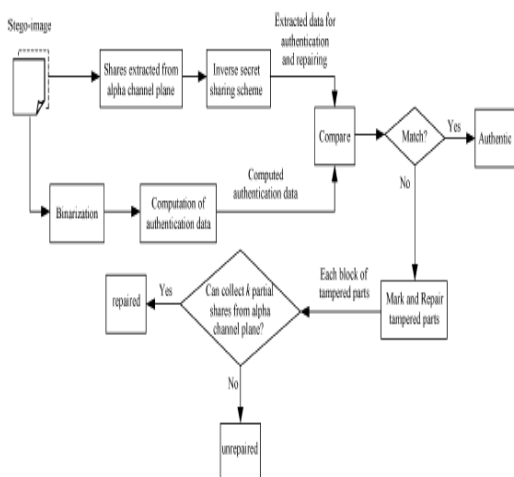 Stego-image
Shares extracted from
alpha channel plane
Inverse secret
sharing scheme
Extracted data for
authentication
and repairing
Compare
Match?
Yes
Authentic
No
Binarization
Computation of
authentication data
Computed
authentication data
Mark and Repair
tampered parts
Each block of
tampered parts
Can collect k partial
shares from alpha
channel plane?
Yes
repaired
No
unrepaired